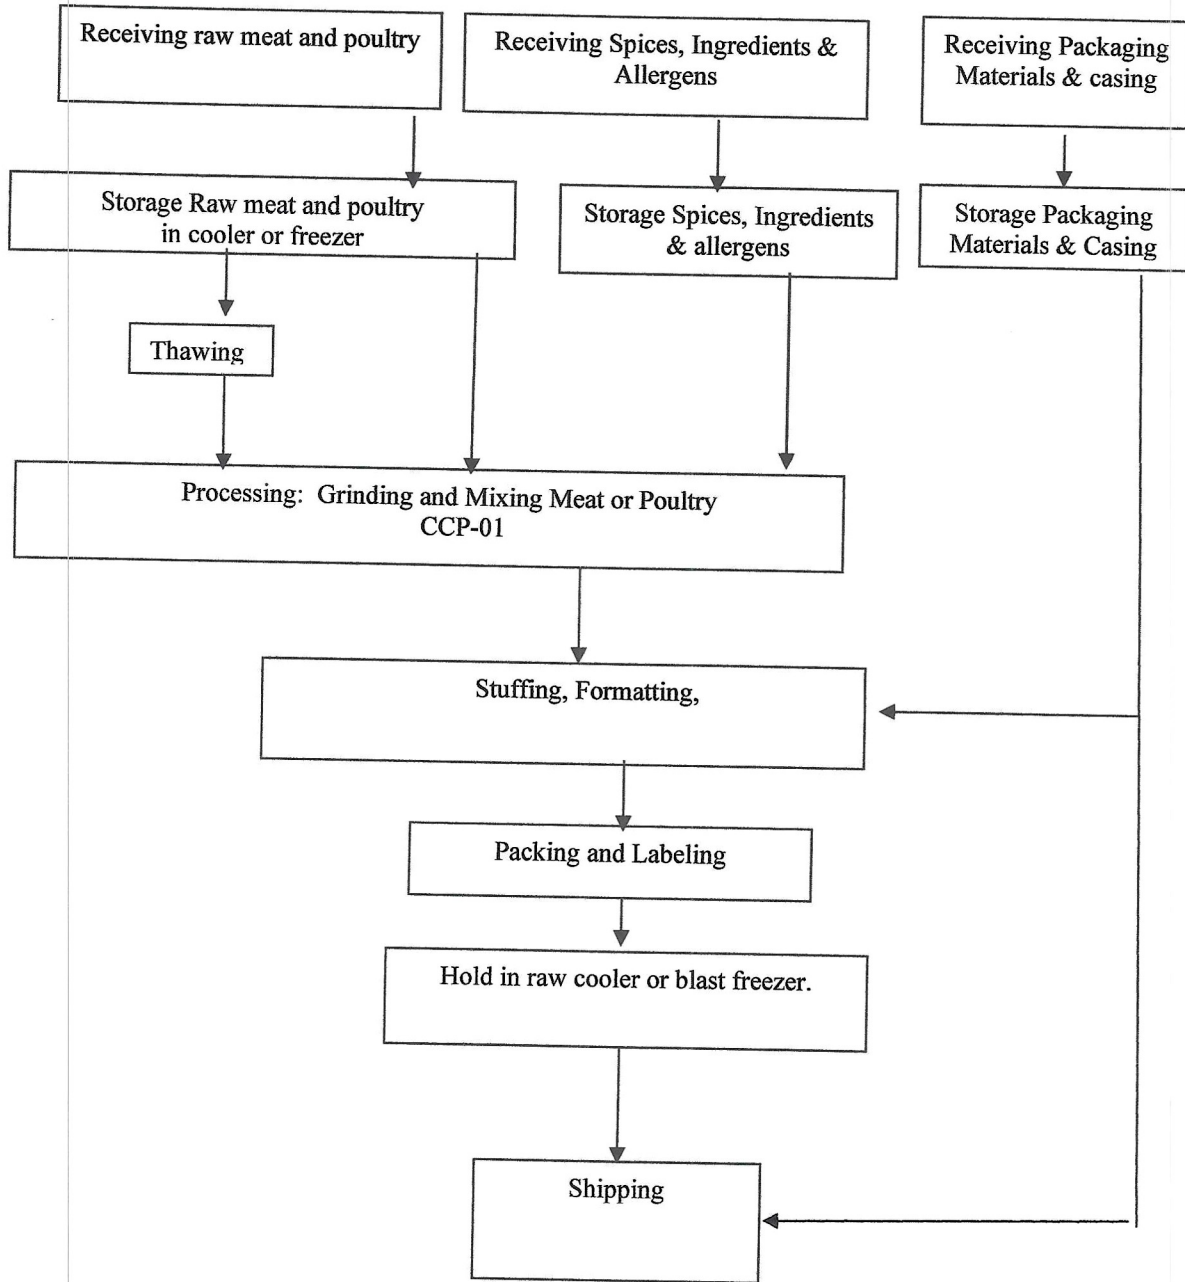 Receiving raw meat and poultry
Receiving Spices, Ingredients &
Allergens
Receiving Packaging
Materials & casing
Storage Raw meat and poultry
in cooler or freezer
Storage Spices, Ingredients
& allergens
Storage Packaging
Materials & Casing
Thawing
Processing: Grinding and Mixing Meat or Poultry
CCP-01
Stuffing, Formatting,
Packing and Labeling
Hold in raw cooler or blast freezer.
Shipping